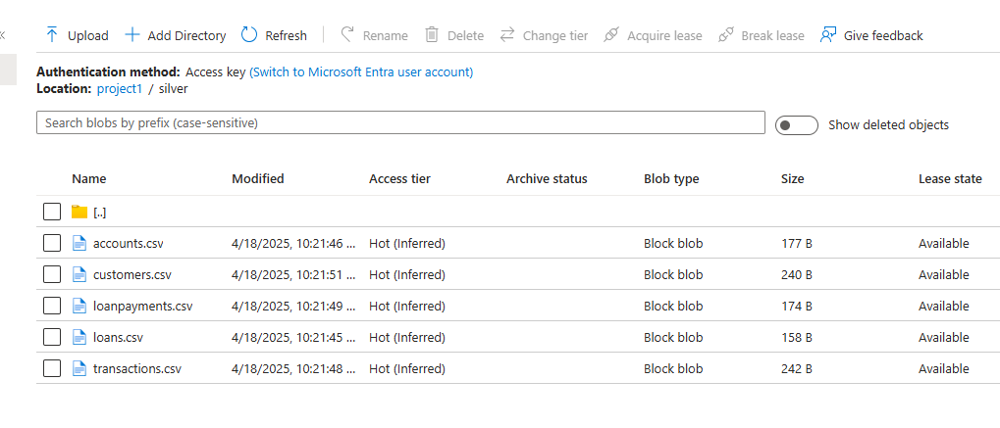 Upload Add Directory Refresh Rename Delete Change tier Acquire lease Break lease Give feedback
Authentication method: Access key (Switch to Microsoft Entra user account)
Location: project1 / silver
Search blobs by prefix (case-sensitive) Show deleted objects
Name Modified Access tier Archive status Blob type Size Lease state
[..]
accounts.csv 4/18/2025, 10:21:46 ... Hot (Inferred) Block blob 177 B Available
customers.csv 4/18/2025, 10:21:51 ... Hot (Inferred) Block blob 240 B Available
loanpayments.csv 4/18/2025, 10:21:49 ... Hot (Inferred) Block blob 174 B Available
loans.csv 4/18/2025, 10:21:45 ... Hot (Inferred) Block blob 158 B Available
transactions.csv 4/18/2025, 10:21:48 ... Hot (Inferred) Block blob 242 B Available